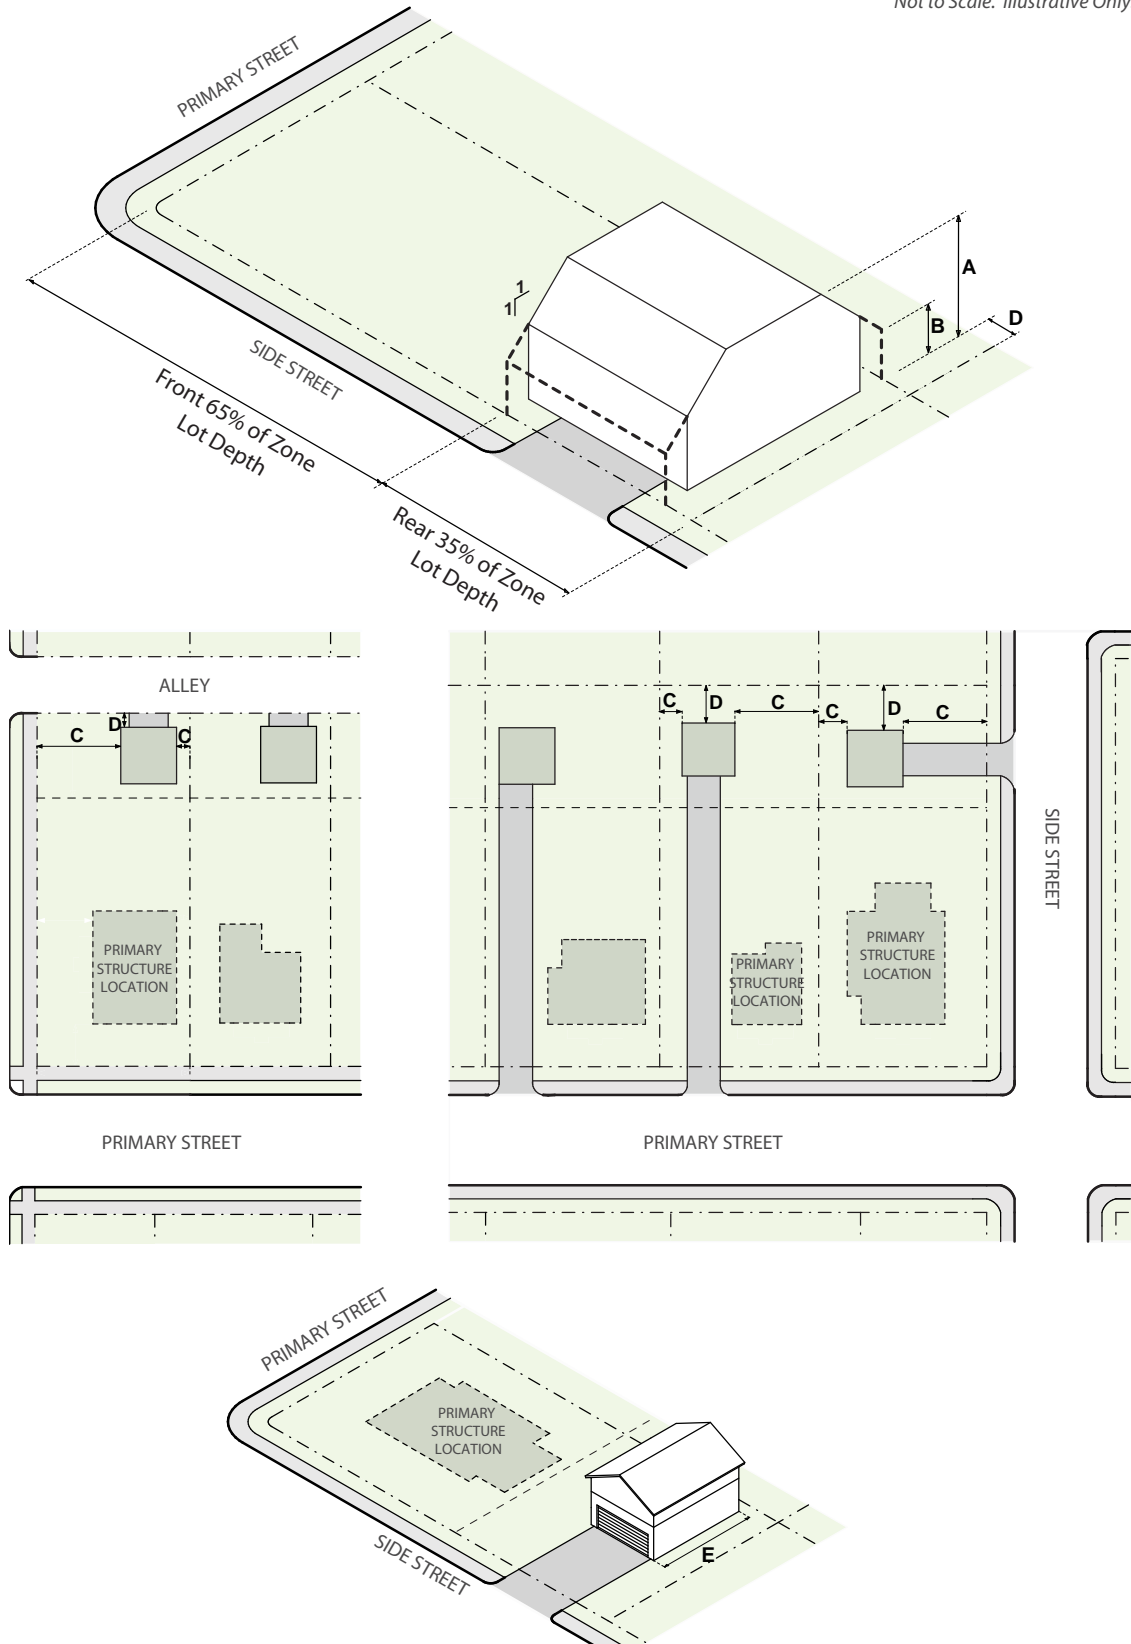 Not to Scale. Illustrative Only
PRIMARY STREET
A
1
1
B
D
SIDE STREET
Front 65% of Zone
Lot Depth
Rear 35% of Zone
Lot Depth
ALLEY
D
C
C
C
D
C
C
D
C
SIDE STREET
PRIMARY
STRUCTURE
LOCATION
PRIMARY
STRUCTURE
LOCATION
PRIMARY
STRUCTURE
LOCATION
PRIMARY STREET
PRIMARY STREET
PRIMARY STREET
PRIMARY
STRUCTURE
LOCATION
SIDE STREET
E